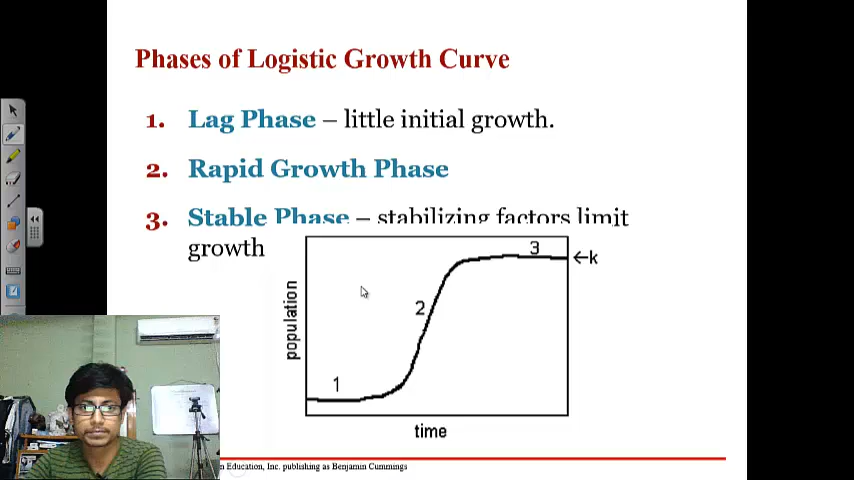 Phases of Logistic Growth Curve
1. Lag Phase – little initial growth.
2. Rapid Growth Phase
3. Stable Phase – stabilizing factors limit
growth
3
←k
2
population
1
time
n Education, Inc. publishing as Benjamin Cummings